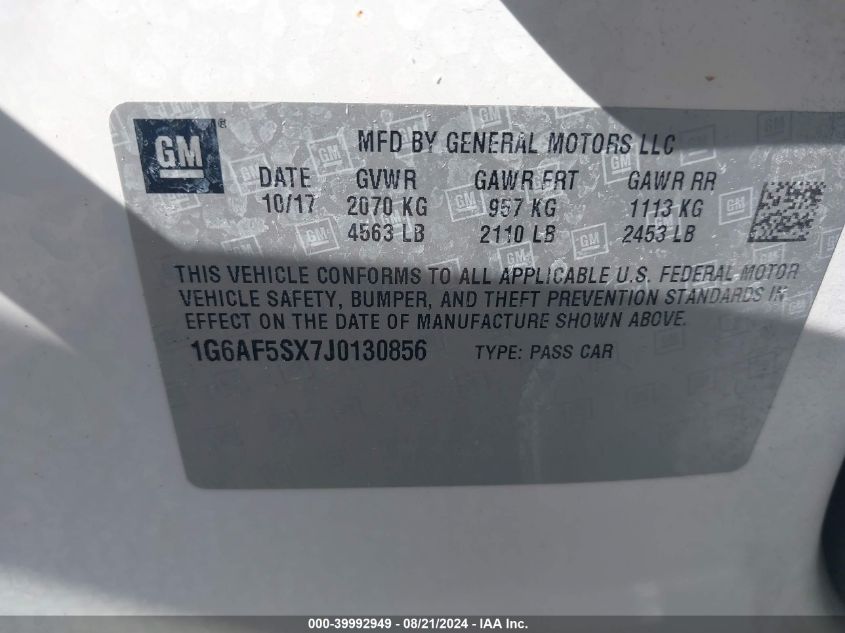 GM ®
MFD BY GENERAL MOTORS LLC
DATE GVWR GAWR FRT GAWR RR
10/17 2070 KG 957 KG 1113 KG
4563 LB 2110 LB 2453 LB
THIS VEHICLE CONFORMS TO ALL APPLICABLE U.S. FEDERAL MOTOR
VEHICLE SAFETY, BUMPER, AND THEFT PREVENTION STANDARDS IN
EFFECT ON THE DATE OF MANUFACTURE SHOWN ABOVE.
1G6AF5SX7J0130856 TYPE: PASS CAR
000-39992949 - 08/21/2024 - IAA Inc.